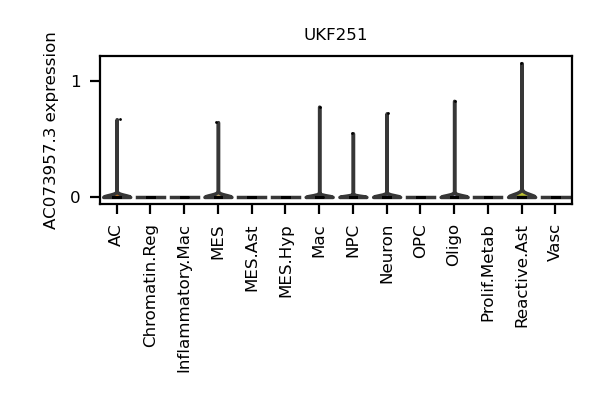 UKF251
AC073957.3 expression
1
0
AC
Chromatin.Reg
Inflammatory.Mac
MES
MES.Ast
MES.Hyp
Mac
NPC
Neuron
OPC
Oligo
Prolif.Metab
Reactive.Ast
Vasc